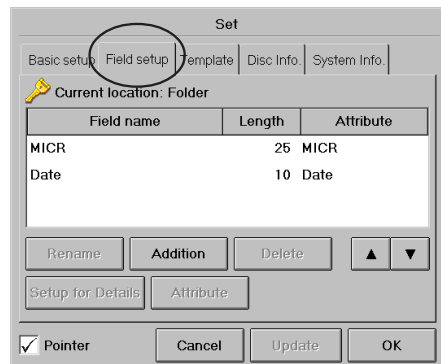 Set
Basic setup Field setup Template Disc Info. System Info.
Current location: Folder
Field name Length Attribute
MICR 25 MICR
Date 10 Date
Rename Addition Delete ▲ ▼
Setup for Details Attribute
Pointer Cancel Update OK